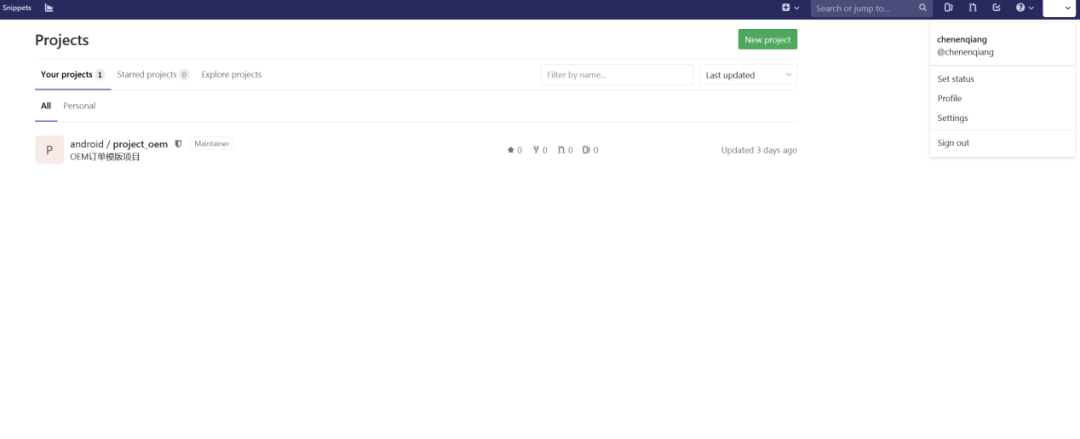 Snippets
Search or jump to...
Projects
New project
chenenqiang
@chenenqiang
Your projects 1 Starred projects 0 Explore projects
Filter by name...
Last updated
Set status
Profile
Settings
Sign out
All Personal
P
android / project_oem Maintainer
OEM订单模版项目
0 0 0 0
Updated 3 days ago